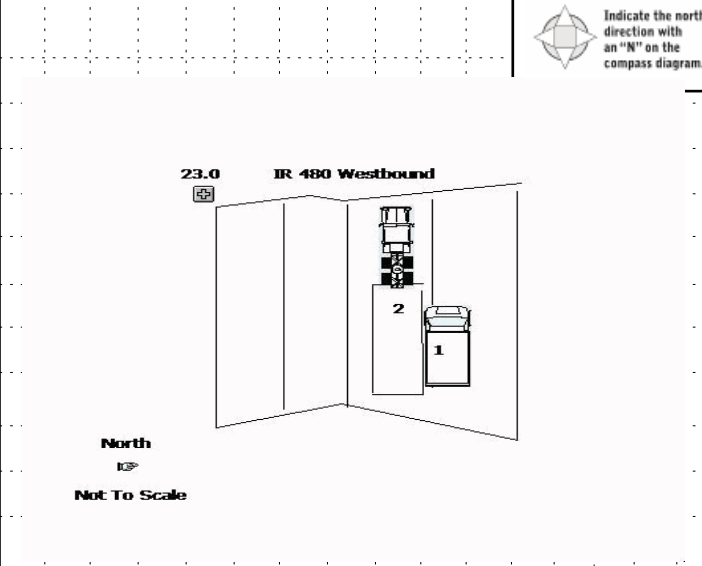 Indicate the north
direction with
an "N" on the
compass diagram.
23.0 IR 480 Westbound
2
1
North
Not To Scale